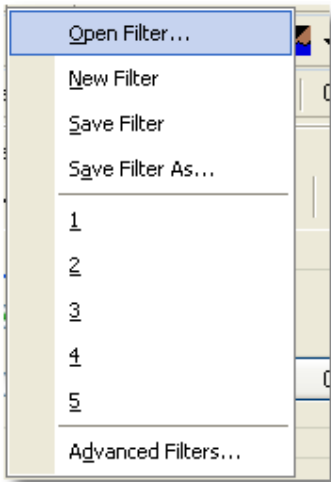 Open Filter...
New Filter
Save Filter
Save Filter As...
1
2
3
4
5
Advanced Filters...